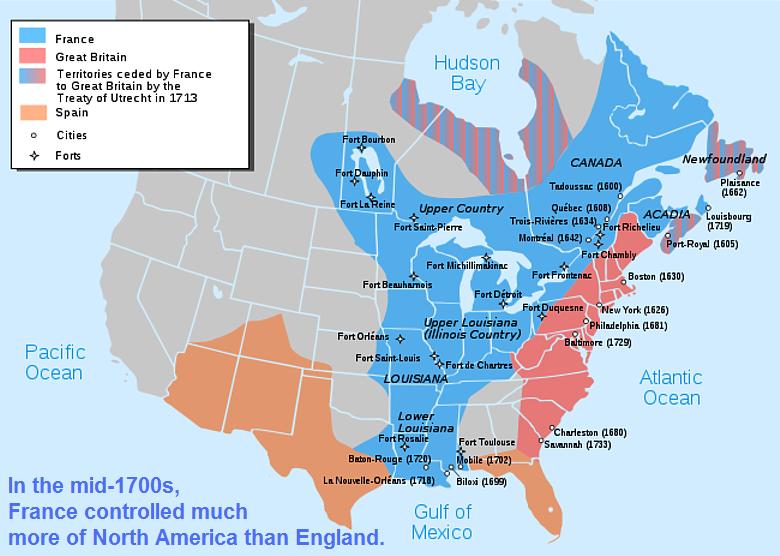 France
Great Britain
Territories ceded by France
to Great Britain by the
Treaty of Utrecht in 1713
Spain
Cities
Forts
Hudson
Bay
Fort Bourbon
Fort Dauphin
Fort La Reine
Upper Country
Fort Saint-Pierre
CANADA
Newfoundland
Plaisance
(1662)
Tadoussac (1600)
Québec (1608)
Trois-Rivières (1634)
Montréal (1642)
ACADIA
Fort Richelieu
Louisbourg
(1719)
Port-Royal (1605)
Fort Chambly
Fort Michillimakinac
Fort Frontenac
Fort Beauharnois
Boston (1630)
Fort Détroit
Fort Duquesne
New York (1626)
Philadelphia (1681)
Baltimore (1729)
Upper Louisiana
(Illinois Country)
Fort Orléans
Fort Saint-Louis
Fort de Chartres
LOUISIANA
Pacific
Ocean
Atlantic
Ocean
Lower
Louisiana
Fort Rosalie
Fort Toulouse
Charleston (1680)
Savannah (1733)
Baton-Rouge (1720)
Mobile (1702)
La Nouvelle-Orléans (1718)
Biloxi (1699)
Gulf of
Mexico
In the mid-1700s,
France controlled much
more of North America than England.